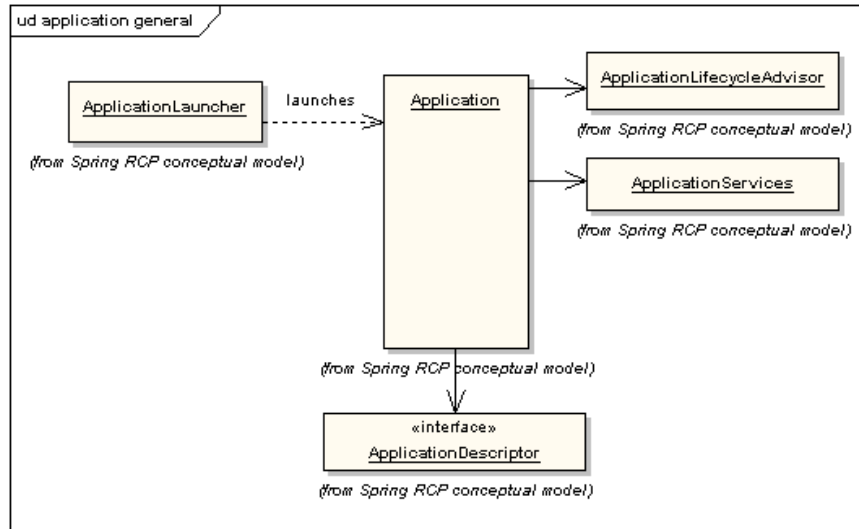 ud application general
ApplicationLauncher
(from Spring RCP conceptual model)
launches
Application
(from Spring RCP conceptual model)
ApplicationLifecycleAdvisor
(from Spring RCP conceptual model)
ApplicationServices
(from Spring RCP conceptual model)
«interface»
ApplicationDescriptor
(from Spring RCP conceptual model)